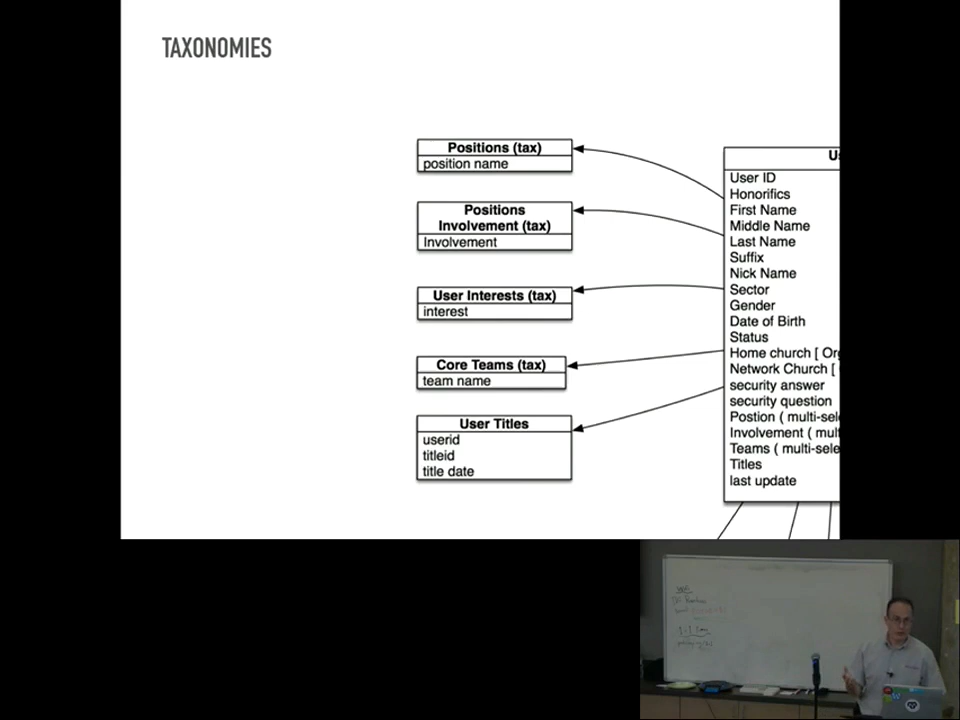 TAXONOMIES
Positions (tax)
position name
Positions
Involvement (tax)
Involvement
User Interests (tax)
interest
Core Teams (tax)
team name
User Titles
userid
titleid
title date
User ID
Honorifics
First Name
Middle Name
Last Name
Suffix
Nick Name
Sector
Gender
Date of Birth
Status
Home church [
Network Church [
security answer
security question
Postion ( multi-sel
Involvement ( mul
Teams ( multi-sele
Titles
last update